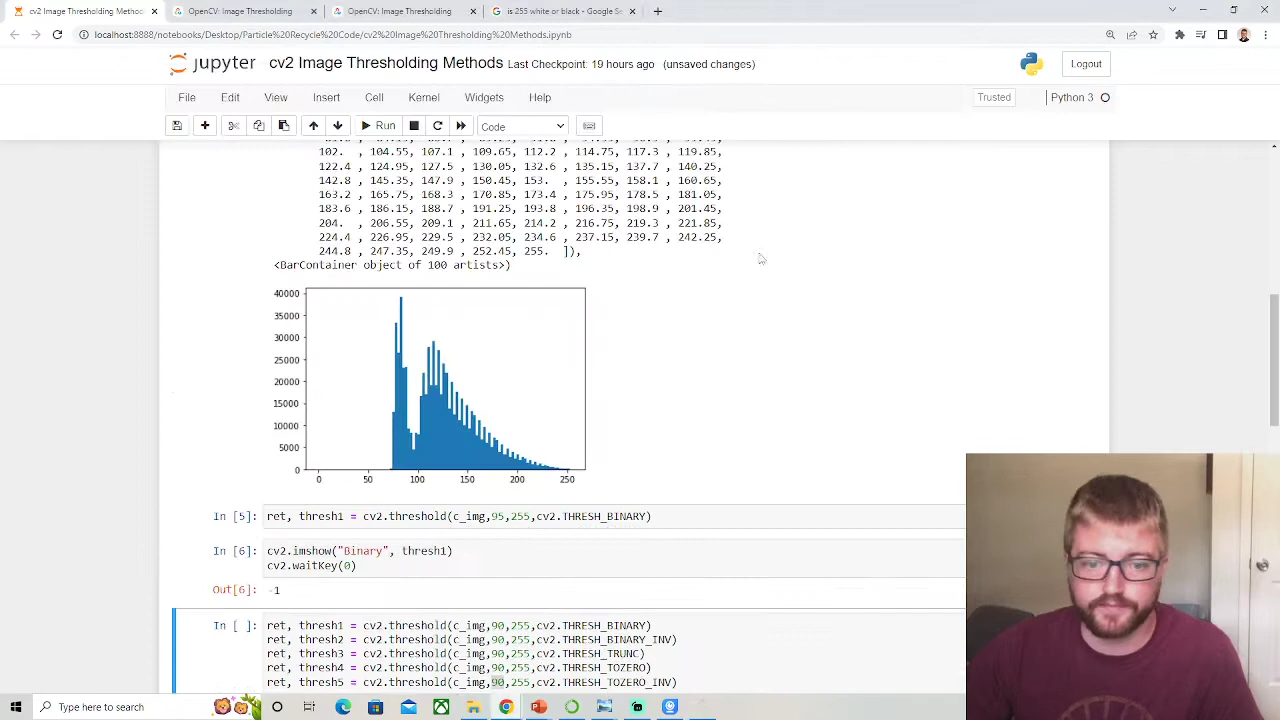 cv2 Image Thresholding Method
OpenCV: Image Thresholding
OpenCV: Image Thresholding
is 255 white or black - Google Se
localhost:8888/notebooks/Desktop/Particle%20Recycle%20Code/cv2%20Image%20Thresholding%20Methods.ipynb
jupyter cv2 Image Thresholding Methods Last Checkpoint: 19 hours ago (unsaved changes)
Logout
File Edit View Insert Cell Kernel Widgets Help
Trusted
Python 3
Run
Code
102. , 104.55, 107.1 , 109.65, 112.2 , 114.75, 117.3 , 119.85,
122.4 , 124.95, 127.5 , 130.05, 132.6 , 135.15, 137.7 , 140.25,
142.8 , 145.35, 147.9 , 150.45, 153. , 155.55, 158.1 , 160.65,
163.2 , 165.75, 168.3 , 170.85, 173.4 , 175.95, 178.5 , 181.05,
183.6 , 186.15, 188.7 , 191.25, 193.8 , 196.35, 198.9 , 201.45,
204. , 206.55, 209.1 , 211.65, 214.2 , 216.75, 219.3 , 221.85,
224.4 , 226.95, 229.5 , 232.05, 234.6 , 237.15, 239.7 , 242.25,
244.8 , 247.35, 249.9 , 252.45, 255. ]),
<BarContainer object of 100 artists>)
40000
35000
30000
25000
20000
15000
10000
5000
0
0 50 100 150 200 250
In [5]: ret, thresh1 = cv2.threshold(c_img,95,255,cv2.THRESH_BINARY)
In [6]: cv2.imshow("Binary", thresh1)
cv2.waitKey(0)
Out[6]: -1
In [ ]: ret, thresh1 = cv2.threshold(c_img,90,255,cv2.THRESH_BINARY)
ret, thresh2 = cv2.threshold(c_img,90,255,cv2.THRESH_BINARY_INV)
ret, thresh3 = cv2.threshold(c_img,90,255,cv2.THRESH_TRUNC)
ret, thresh4 = cv2.threshold(c_img,90,255,cv2.THRESH_TOZERO)
ret, thresh5 = cv2.threshold(c_img,90,255,cv2.THRESH_TOZERO_INV)
Type here to search